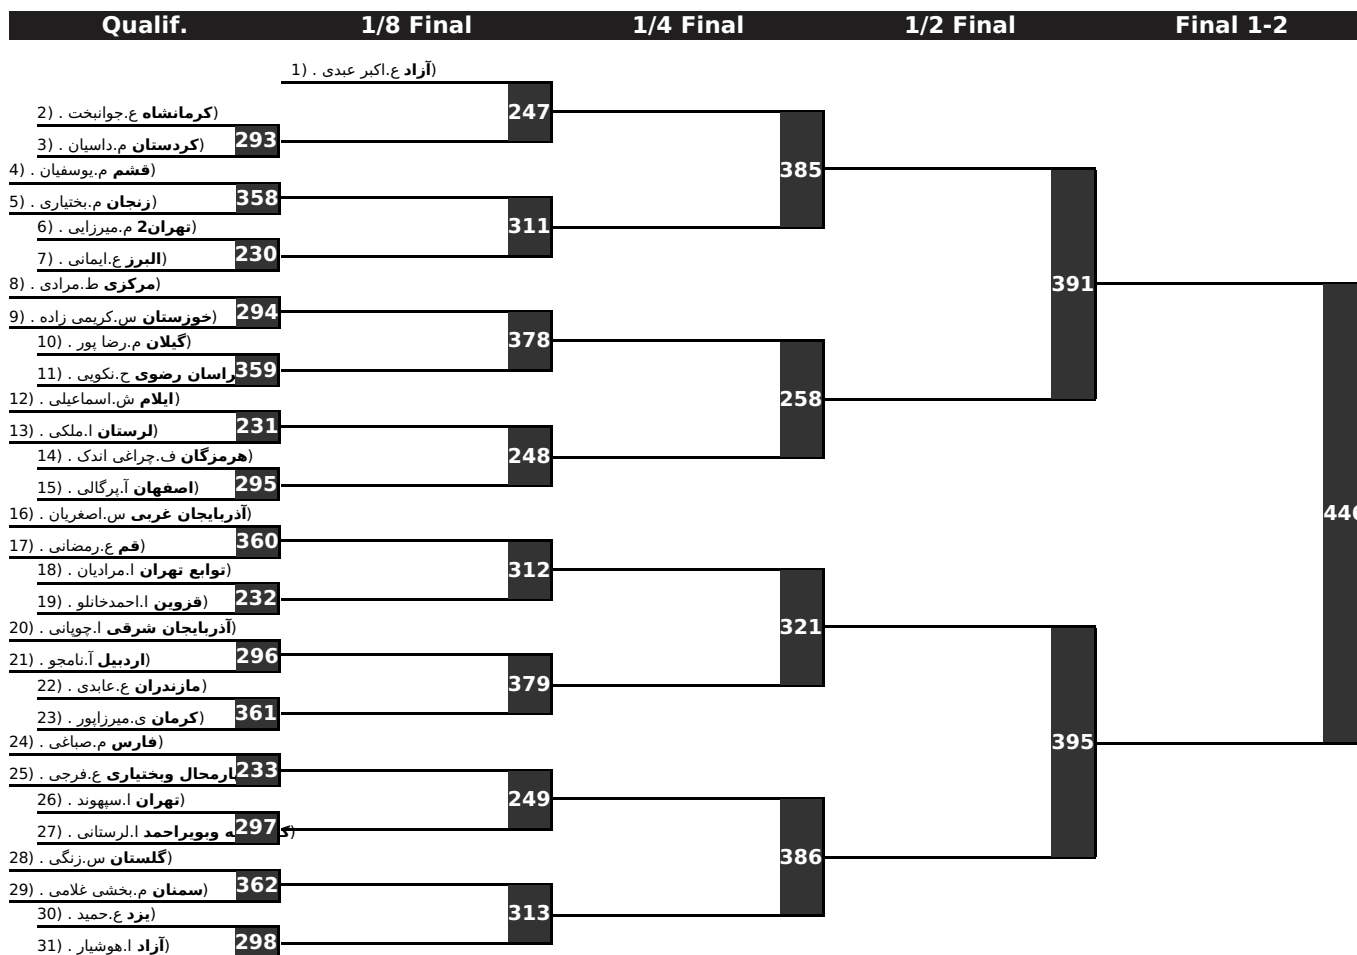 Qualif. 1/8 Final 1/4 Final 1/2 Final Final 1-2
1) . ع.اکبر عبدی آزاد)
247
2) . ع.جوانبخت کرمانشاه)
293
3) . م.داسیان کردستان)
385
4) . م.یوسفیان قشم)
358
5) . م.بختیاری زنجان)
311
6) . م.میرزایی تهران2)
230
7) . ع.ایمانی البرز)
391
8) . ط.مرادی مرکزی)
294
9) . س.کریمی زاده خوزستان)
378
10) . م.رضا پور گیلان)
359
11) . ح.نکویی راسان رضوی
258
12) . ش.اسماعیلی ایلام)
231
13) . ا.ملکی لرستان)
248
14) . ف.چراغی اندک هرمزگان)
295
15) . آ.پرگالی اصفهان)
446
16) . س.اصغریان آذربایجان غربی)
360
17) . ع.رمضانی قم)
312
18) . ا.مرادیان توابع تهران)
232
19) . ا.احمدخانلو قزوین)
321
20) . ا.چوپانی آذربایجان شرقی)
296
21) . آ.نامجو اردبیل)
379
22) . ع.عابدی مازندران)
361
23) . ی.میرزاپور کرمان)
395
24) . م.صباغی فارس)
233
25) . ع.فرجی ارمحال وبختیاری
249
26) . ا.سپهوند تهران)
297
27) . ا.لرستانی ه وبویراحمد ک)
386
28) . س.زنگی گلستان)
362
29) . م.بخشی غلامی سمنان)
313
30) . ع.حمید یزد)
298
31) . ا.هوشیار آزاد)